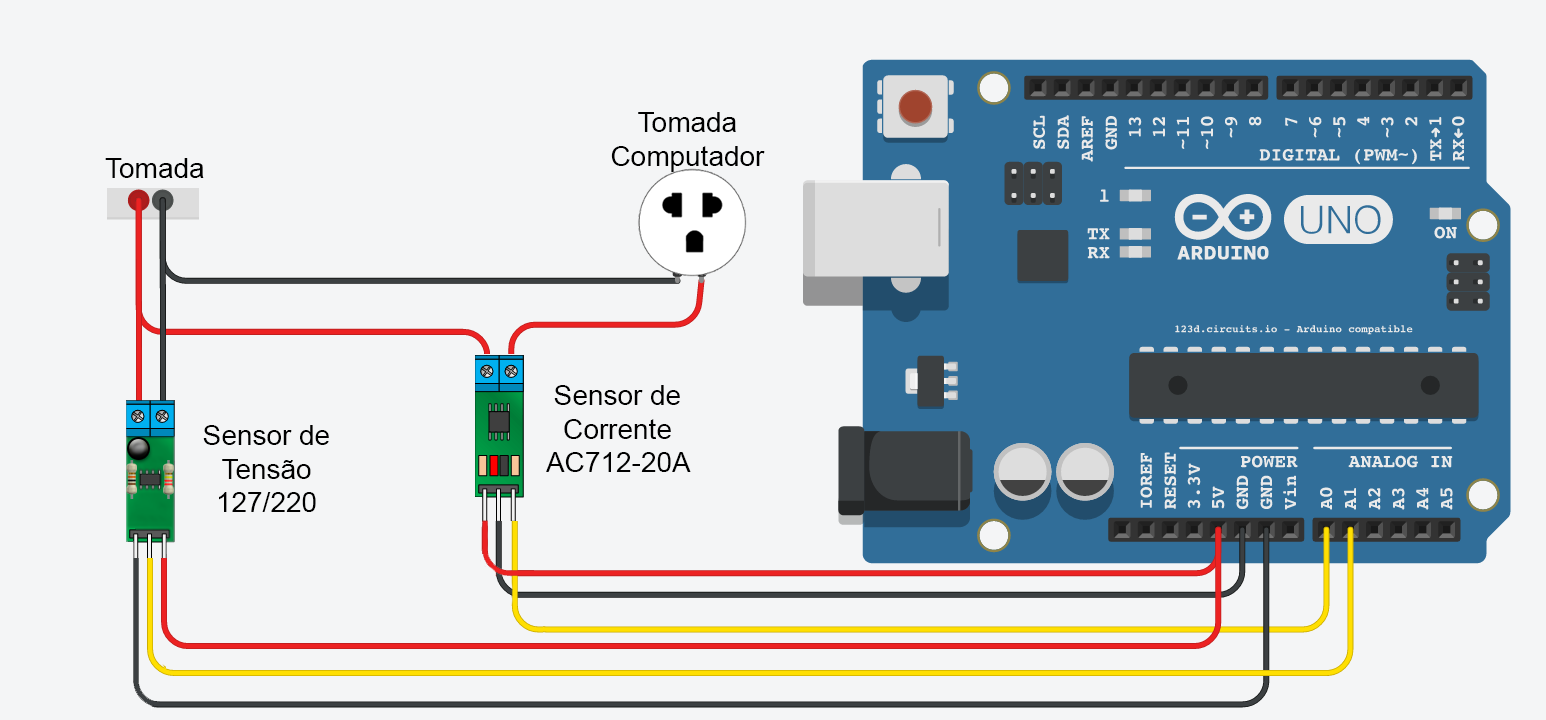 Tomada
Tomada
Computador
Sensor de
Tensão
127/220
Sensor de
Corrente
AC712-20A
SCL
SDA
AREF
GND
13
12
~11
~10
~9
8
7
~6
~5
4
~3
2
TX→1
RX←0
DIGITAL (PWM~)
1
TX
RX
ARDUINO
UNO
ON
123d.circuits.io – Arduino compatible
POWER
ANALOG IN
IOREF
RESET
3.3V
5V
GND
GND
Vin
A0
A1
A2
A3
A4
A5